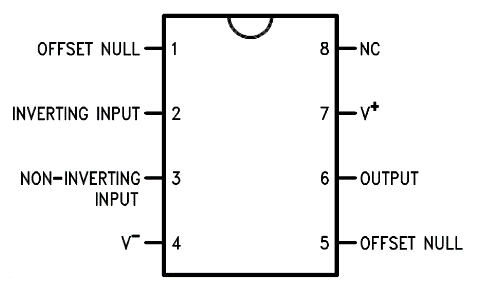 OFFSET NULL 1 8 NC
INVERTING INPUT 2 7 V+
NON-INVERTING 3 6 OUTPUT
INPUT
V- 4 5 OFFSET NULL